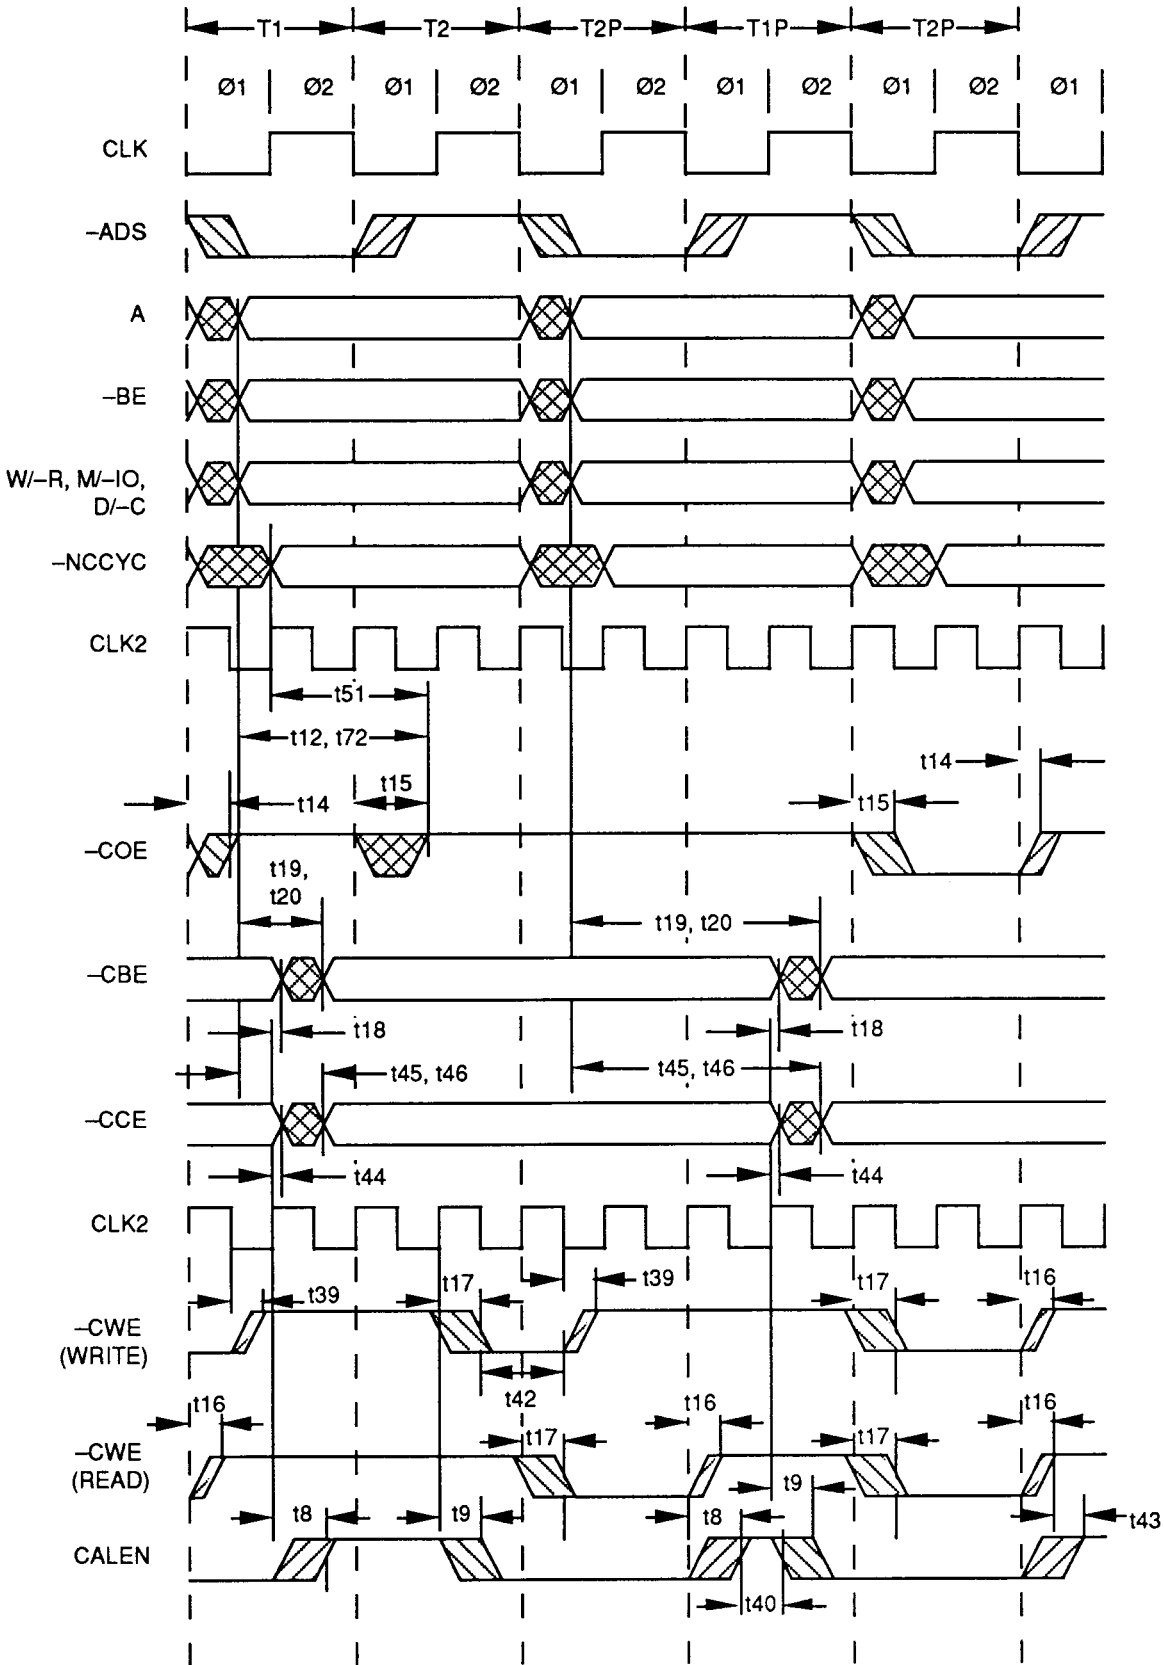 T1 T2 T2P T1P T2P
Ø1 Ø2 Ø1 Ø2 Ø1 Ø2 Ø1 Ø2 Ø1 Ø2 Ø1
CLK
–ADS
A
–BE
W/–R, M/–IO,
D/–C
–NCCYC
CLK2
t51
t12, t72
t14
t15
t15
t14
–COE
t19,
t20
t19, t20
–CBE
t18
t18
t45, t46
t45, t46
–CCE
t44
t44
CLK2
t39
t17
t39
t17
t16
–CWE
(WRITE)
t42
t16
t16
t16
t17
t17
–CWE
(READ)
t9
t8
t9
t8
t43
CALEN
t40